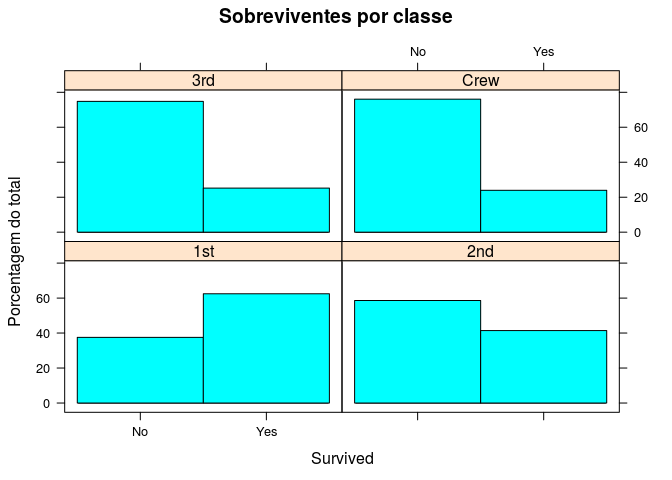 Sobreviventes por classe
No Yes
3rd Crew
60
40
20
0
Porcentagem do total
1st 2nd
60
40
20
0
No Yes
Survived